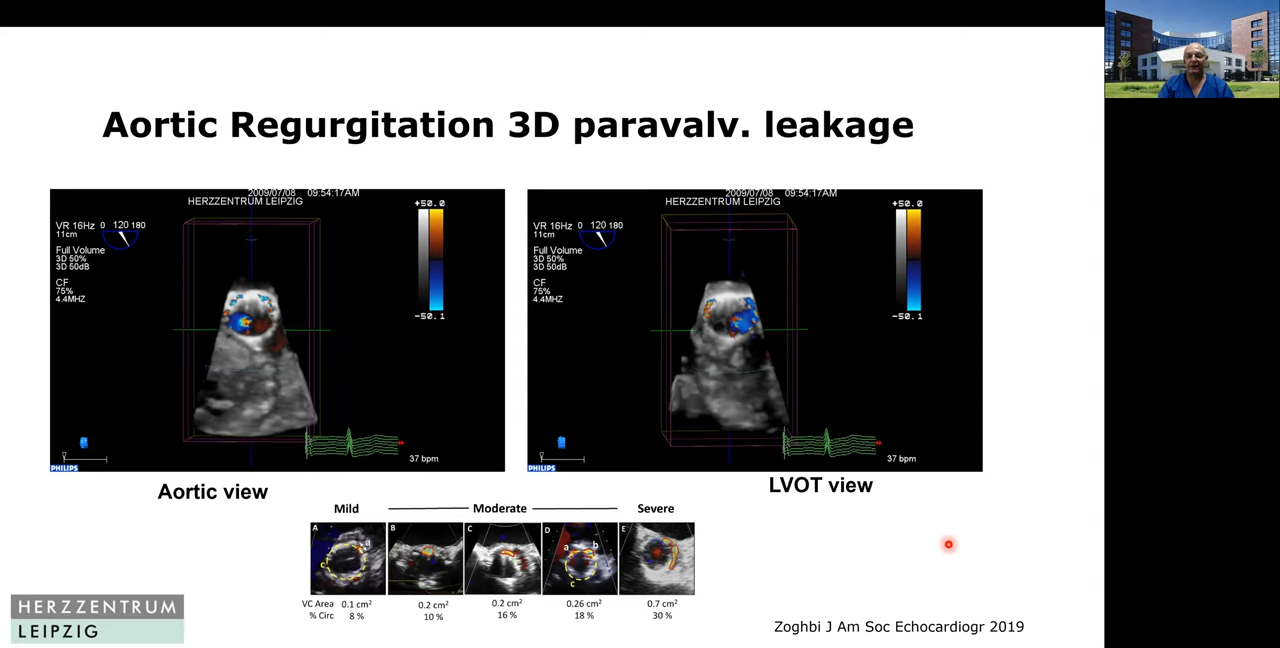 Aortic Regurgitation 3D paravalv. leakage
2009/07/08 09:54:17AM
HERZZENTRUM LEIPZIG
VR 16Hz
0 120 180
11cm
Full Volume
3D 50%
3D 50dB
CF
75%
4.4MHZ
+50.0
-50.1
37 bpm
PHILIPS
2009/07/08 09:54:17AM
HERZZENTRUM LEIPZIG
VR 16Hz
0 120 180
11cm
Full Volume
3D 50%
3D 50dB
CF
75%
4.4MHZ
+50.0
-50.1
37 bpm
PHILIPS
Aortic view
LVOT view
Mild Moderate Severe
A a c
B
C
D a b c
E
VC Area 0.1 cm² 0.2 cm² 0.2 cm² 0.26 cm² 0.7 cm²
% Circ 8 % 10 % 16 % 18 % 30 %
HERZZENTRUM
LEIPZIG
Zoghbi J Am Soc Echocardiogr 2019